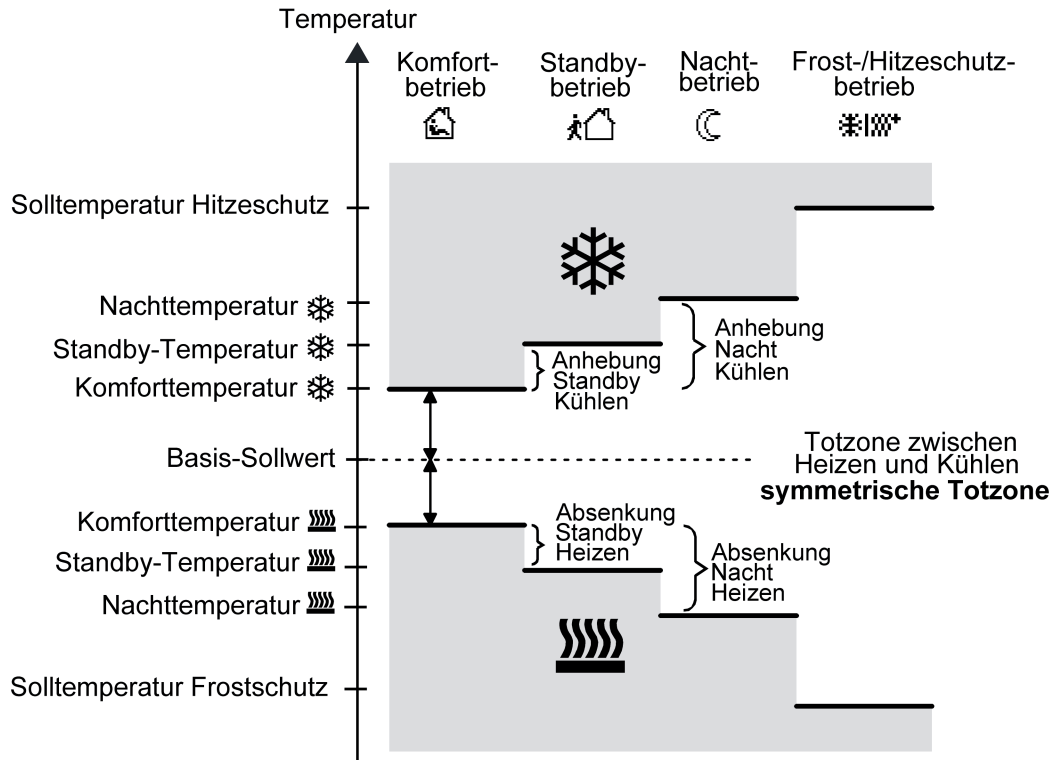 Temperatur
Komfort-
betrieb
Standby-
betrieb
Nacht-
betrieb
Frost-/Hitzeschutz-
betrieb
Solltemperatur Hitzeschutz
Nachttemperatur
Standby-Temperatur
Komforttemperatur
Anhebung
Standby
Kühlen
Anhebung
Nacht
Kühlen
Basis-Sollwert
Totzone zwischen
Heizen und Kühlen
symmetrische Totzone
Komforttemperatur
Standby-Temperatur
Nachttemperatur
Absenkung
Standby
Heizen
Absenkung
Nacht
Heizen
Solltemperatur Frostschutz